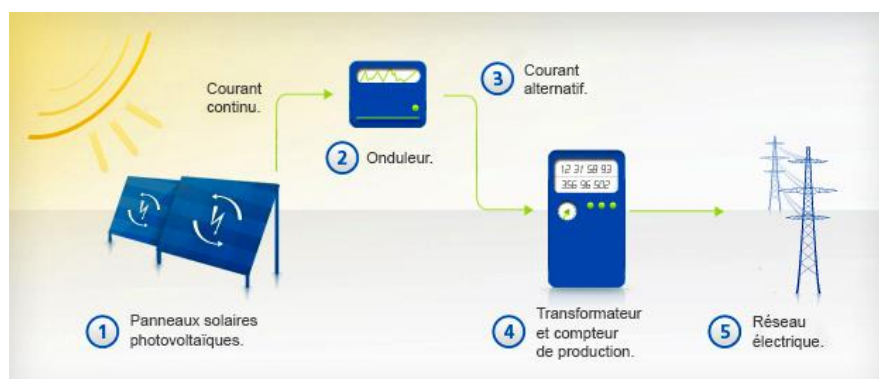 Courant
continu.
2 Onduleur.
3 Courant
alternatif.
12 31 58 93
356 96 502
1 Panneaux solaires
photovoltaïques.
4 Transformateur
et compteur
de production.
5 Réseau
électrique.